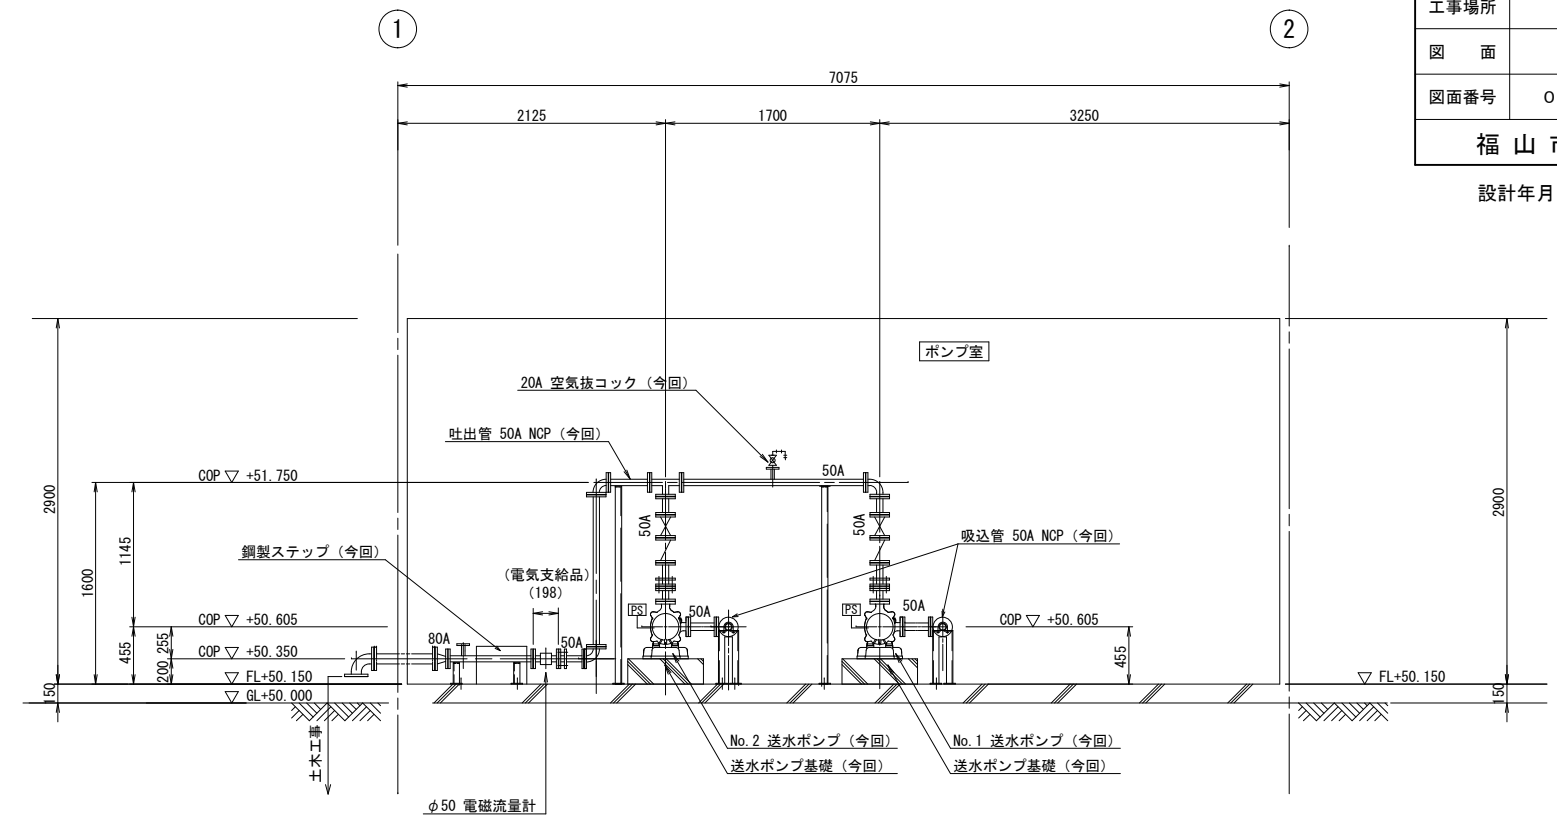 工事場所
図 面
図面番号
福 山 市
設計年月
1
2
7075
2125
1700
3250
ポンプ室
20A 空気抜コック (今回)
吐出管 50A NCP (今回)
COP ▽ +51.750
50A
2900
2900
50A
50A
吸込管 50A NCP (今回)
1145
鋼製ステップ (今回)
(電気支給品)
(198)
1600
PS
50A
PS
50A
COP ▽ +50.605
COP ▽ +50.605
80A
50A
455
255
COP ▽ +50.350
455
200
▽ FL+50.150
▽ FL+50.150
150
▽ GL+50.000
150
土木工事
No.2 送水ポンプ (今回)
No.1 送水ポンプ (今回)
送水ポンプ基礎 (今回)
送水ポンプ基礎 (今回)
φ50 電磁流量計